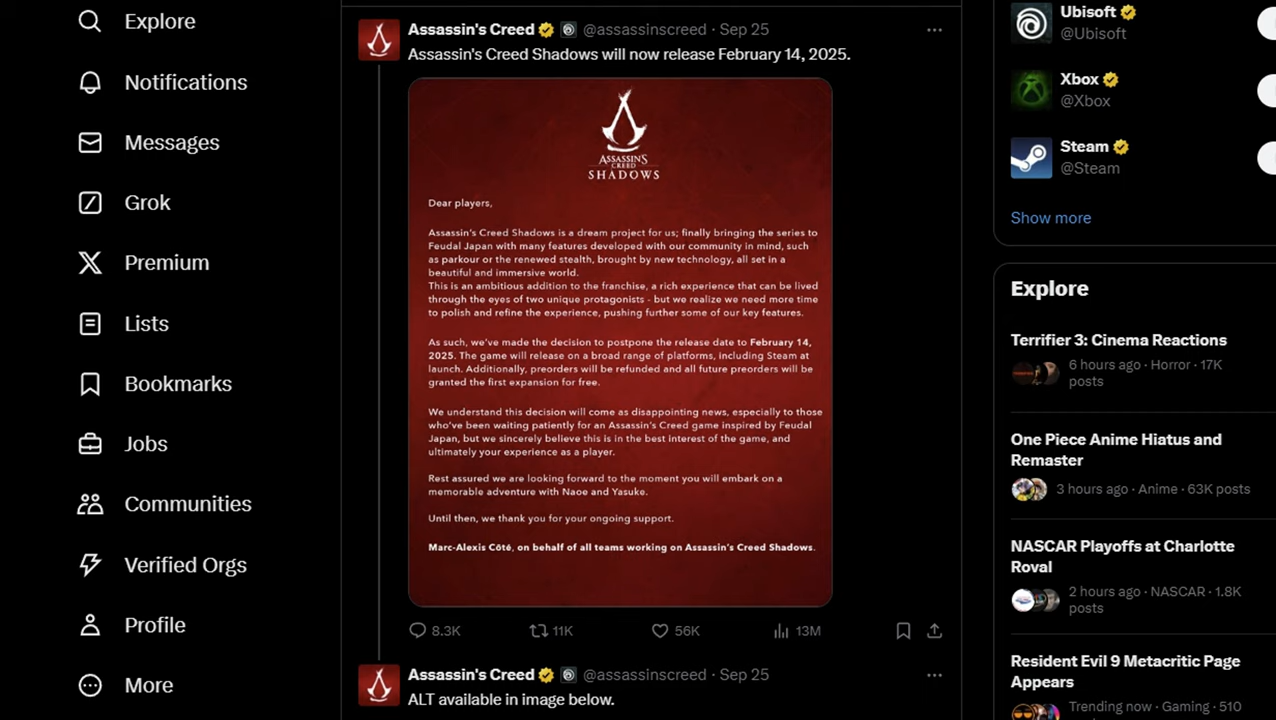 Explore
Notifications
Messages
Grok
Premium
Lists
Bookmarks
Jobs
Communities
Verified Orgs
Profile
More
Assassin's Creed @assassinscreed · Sep 25
Assassin's Creed Shadows will now release February 14, 2025.
ASSASSIN'S
CREED
SHADOWS
Dear players,
Assassin's Creed Shadows is a dream project for us; finally bringing the series to
Feudal Japan with many features developed with our community in mind, such
as parkour or the renewed stealth, brought by new technology, all set in a
beautiful and immersive world.
This is an ambitious addition to the franchise, a rich experience that can be lived
through the eyes of two unique protagonists - but we realize we need more time
to polish and refine the experience, pushing further some of our key features.
As such, we've made the decision to postpone the release date to February 14,
2025. The game will release on a broad range of platforms, including Steam at
launch. Additionally, preorders will be refunded and all future preorders will be
granted the first expansion for free.
We understand this decision will come as disappointing news, especially to those
who've been waiting patiently for an Assassin's Creed game inspired by Feudal
Japan, but we sincerely believe this is in the best interest of the game, and
ultimately your experience as a player.
Rest assured we are looking forward to the moment you will embark on a
memorable adventure with Naoe and Yasuke.
Until then, we thank you for your ongoing support.
Marc-Alexis Côté, on behalf of all teams working on Assassin's Creed Shadows.
8.3K 11K 56K 13M
Assassin's Creed @assassinscreed · Sep 25
ALT available in image below.
Ubisoft
@Ubisoft
Xbox
@Xbox
Steam
@Steam
Show more
Explore
Terrifier 3: Cinema Reactions
6 hours ago · Horror · 17K
posts
One Piece Anime Hiatus and
Remaster
3 hours ago · Anime · 63K posts
NASCAR Playoffs at Charlotte
Roval
2 hours ago · NASCAR · 1.8K
posts
Resident Evil 9 Metacritic Page
Appears
Trending now · Gaming · 510